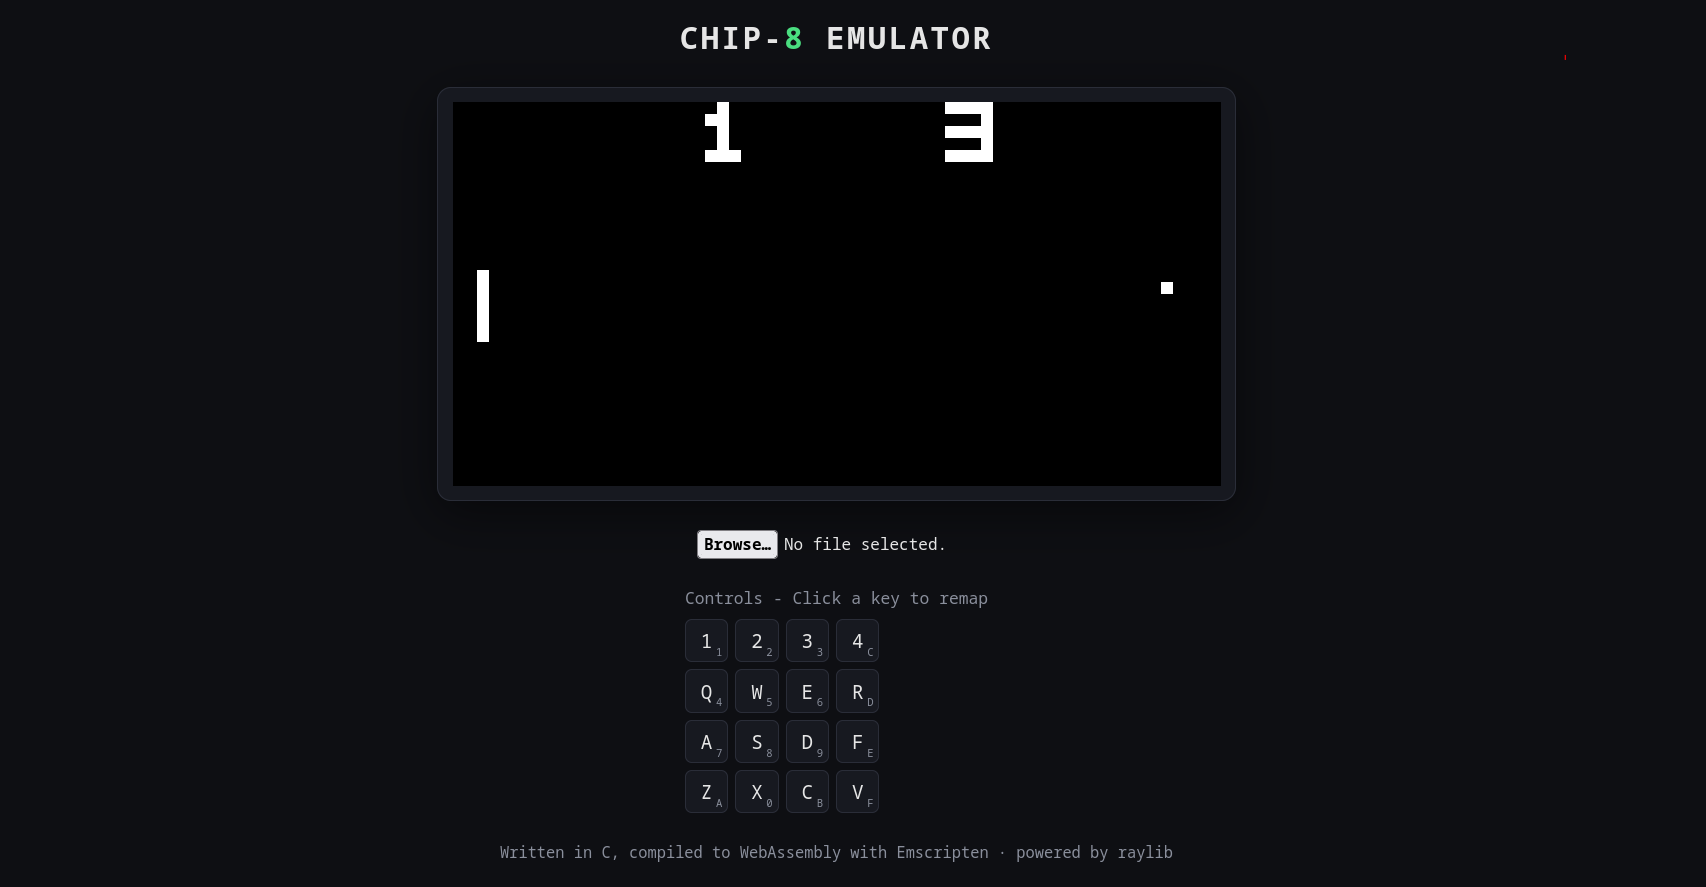 CHIP-8 EMULATOR
1 3
Browse… No file selected.
Controls - Click a key to remap
1 1 2 2 3 3 4 C
Q 4 W 5 E 6 R D
A 7 S 8 D 9 F E
Z A X 0 C B V F
Written in C, compiled to WebAssembly with Emscripten · powered by raylib